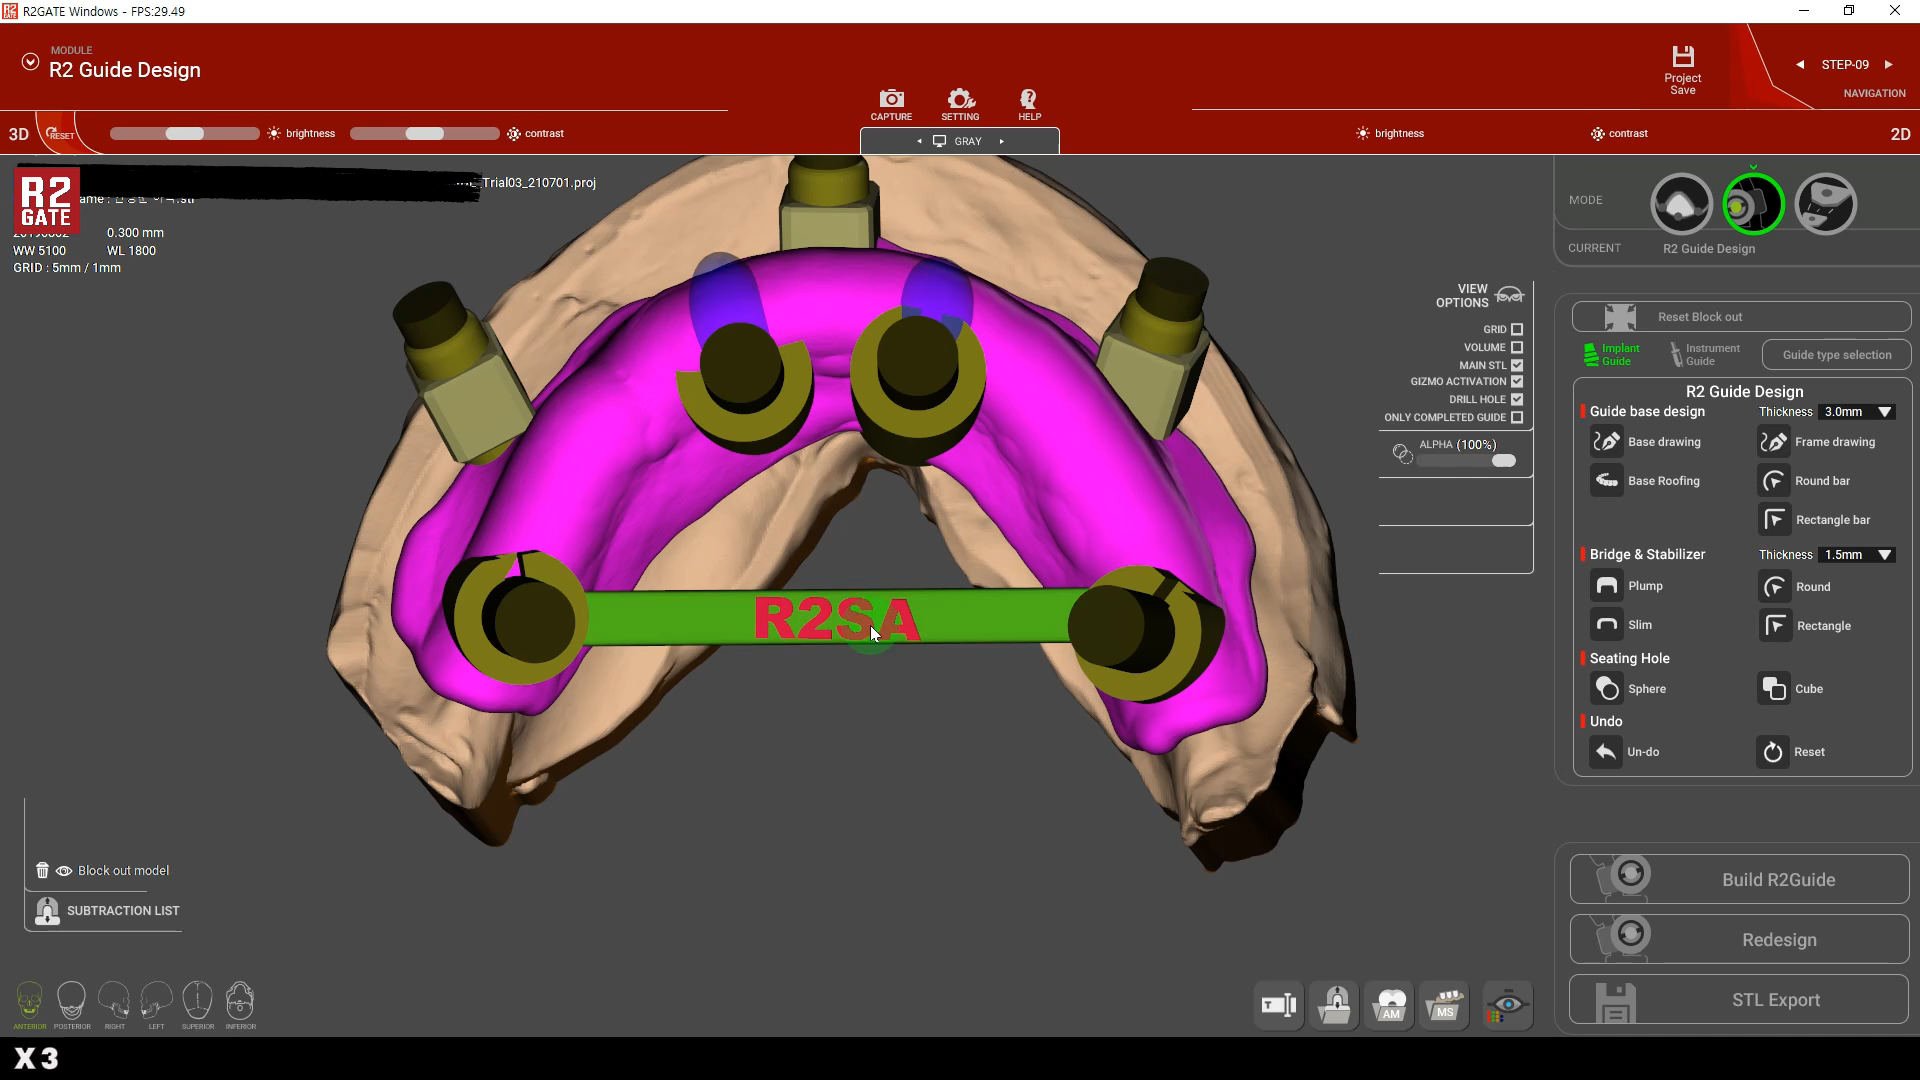 R2GATE Windows - FPS:29.49
MODULE
R2 Guide Design
Project
Save
STEP-09
NAVIGATION
CAPTURE
SETTING
HELP
3D
RESET
brightness
contrast
GRAY
brightness
contrast
2D
R2
GATE
_Trial03_210701.proj
0.300 mm
WW 5100
WL 1800
GRID : 5mm / 1mm
MODE
CURRENT
R2 Guide Design
VIEW
OPTIONS
GRID
VOLUME
MAIN STL
GIZMO ACTIVATION
DRILL HOLE
ONLY COMPLETED GUIDE
ALPHA (100%)
Reset Block out
Implant
Guide
Instrument
Guide
Guide type selection
R2 Guide Design
Guide base design
Thickness 3.0mm
Base drawing
Frame drawing
Base Roofing
Round bar
Rectangle bar
Bridge & Stabilizer
Thickness 1.5mm
Plump
Round
Slim
Rectangle
Seating Hole
Sphere
Cube
Undo
Un-do
Reset
R2SA
Build R2Guide
Redesign
STL Export
Block out model
SUBTRACTION LIST
ANTERIOR
POSTERIOR
RIGHT
LEFT
SUPERIOR
INFERIOR
T
AM
MS
X 3